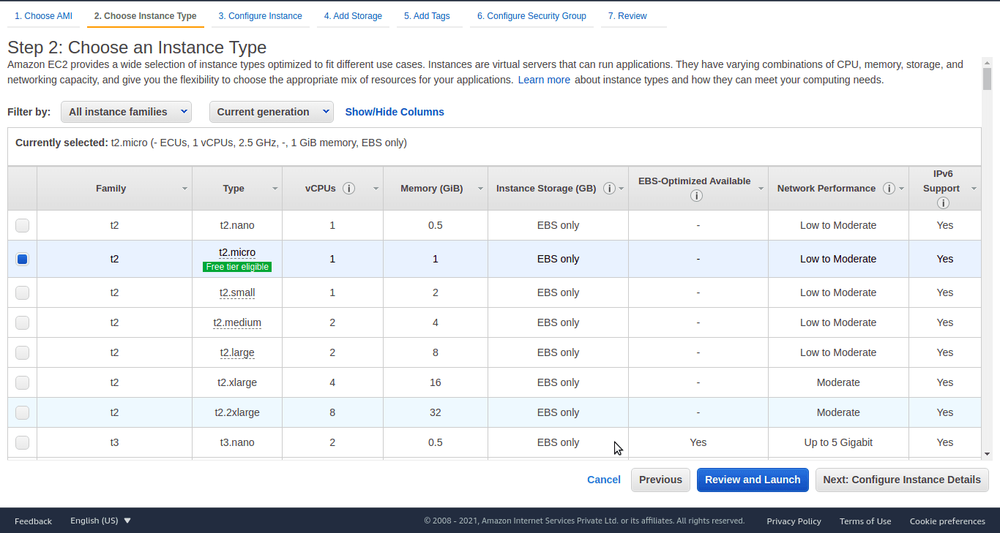 1. Choose AMI 2. Choose Instance Type 3. Configure Instance 4. Add Storage 5. Add Tags 6. Configure Security Group 7. Review
Step 2: Choose an Instance Type
Amazon EC2 provides a wide selection of instance types optimized to fit different use cases. Instances are virtual servers that can run applications. They have varying combinations of CPU, memory, storage, and
networking capacity, and give you the flexibility to choose the appropriate mix of resources for your applications. Learn more about instance types and how they can meet your computing needs.
Filter by: All instance families Current generation Show/Hide Columns
Currently selected: t2.micro (- ECUs, 1 vCPUs, 2.5 GHz, -, 1 GiB memory, EBS only)
Family Type vCPUs i Memory (GiB) Instance Storage (GB) i EBS-Optimized Available i Network Performance i IPv6 Support i
t2 t2.nano 1 0.5 EBS only - Low to Moderate Yes
t2 t2.micro Free tier eligible 1 1 EBS only - Low to Moderate Yes
t2 t2.small 1 2 EBS only - Low to Moderate Yes
t2 t2.medium 2 4 EBS only - Low to Moderate Yes
t2 t2.large 2 8 EBS only - Low to Moderate Yes
t2 t2.xlarge 4 16 EBS only - Moderate Yes
t2 t2.2xlarge 8 32 EBS only - Moderate Yes
t3 t3.nano 2 0.5 EBS only Yes Up to 5 Gigabit Yes
Cancel Previous Review and Launch Next: Configure Instance Details
Feedback English (US) © 2008 - 2021, Amazon Internet Services Private Ltd. or its affiliates. All rights reserved. Privacy Policy Terms of Use Cookie preferences